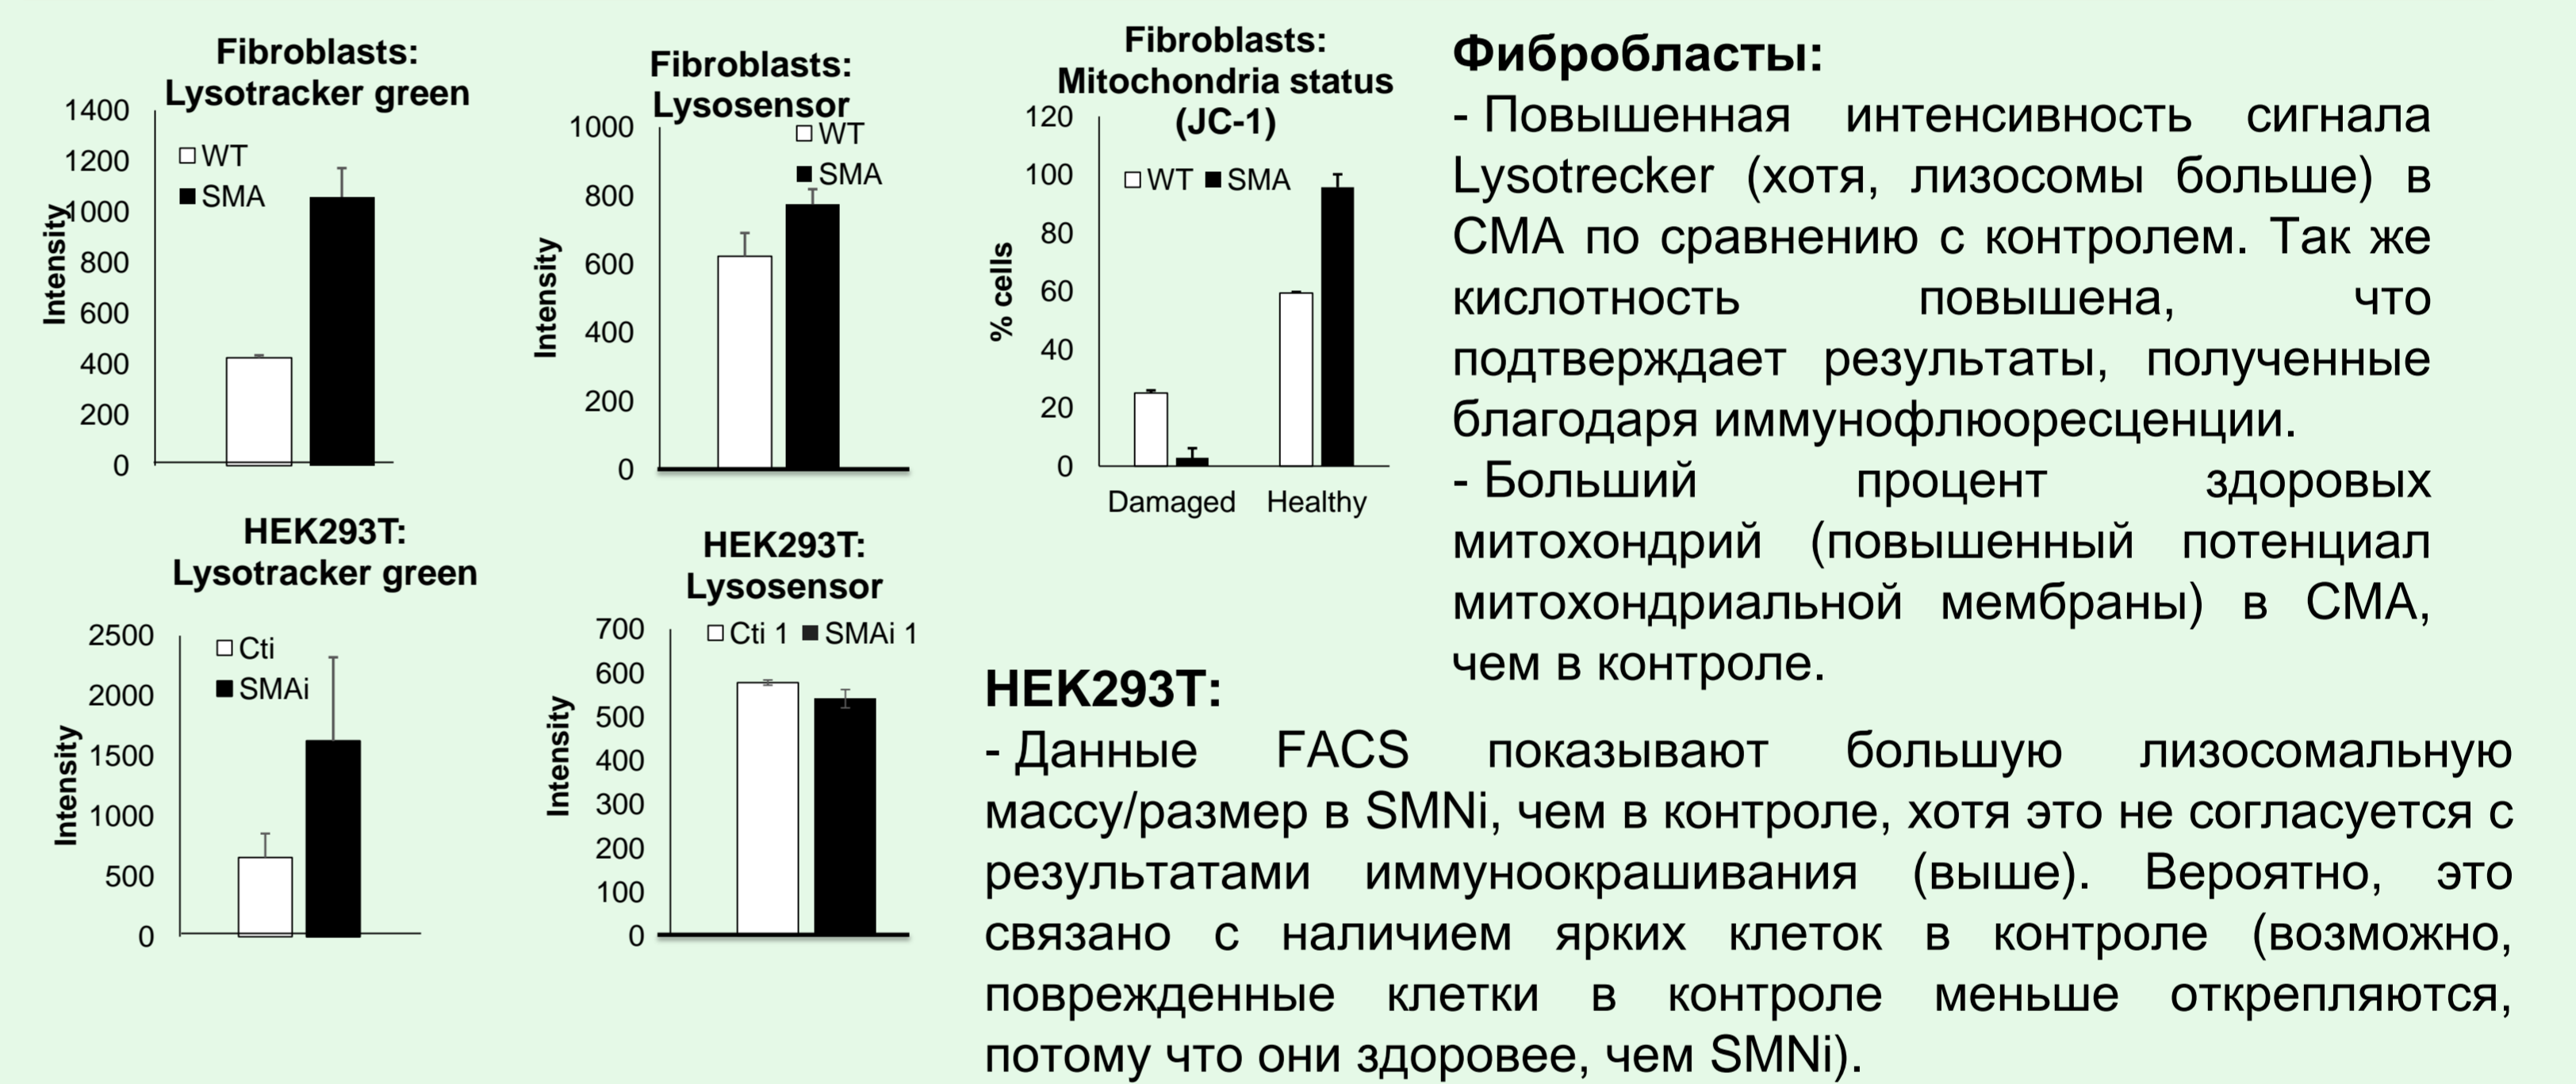 Fibroblasts:
Lysotracker green
1400
1200
1000
800
600
400
200
0
Intensity
WT
SMA
Fibroblasts:
Lysosensor
1000
800
600
400
200
0
Intensity
WT
SMA
Fibroblasts:
Mitochondria status
(JC-1)
120
100
80
60
40
20
0
% cells
WT SMA
Damaged Healthy
Фибробласты:
- Повышенная интенсивность сигнала
Lysotrecker (хотя, лизосомы больше) в
СМА по сравнению с контролем. Так же
кислотность повышена, что
подтверждает результаты, полученные
благодаря иммунофлюоресценции.
- Больший процент здоровых
митохондрий (повышенный потенциал
митохондриальной мембраны) в СМА,
чем в контроле.
HEK293T:
Lysotracker green
2500
2000
1500
1000
500
0
Intensity
Cti
SMAi
HEK293T:
Lysosensor
700
600
500
400
300
200
100
0
Intensity
Cti 1 SMAi 1
HEK293T:
- Данные FACS показывают большую лизосомальную
массу/размер в SMNi, чем в контроле, хотя это не согласуется с
результатами иммуноокрашивания (выше). Вероятно, это
связано с наличием ярких клеток в контроле (возможно,
поврежденные клетки в контроле меньше открепляются,
потому что они здоровее, чем SMNi).